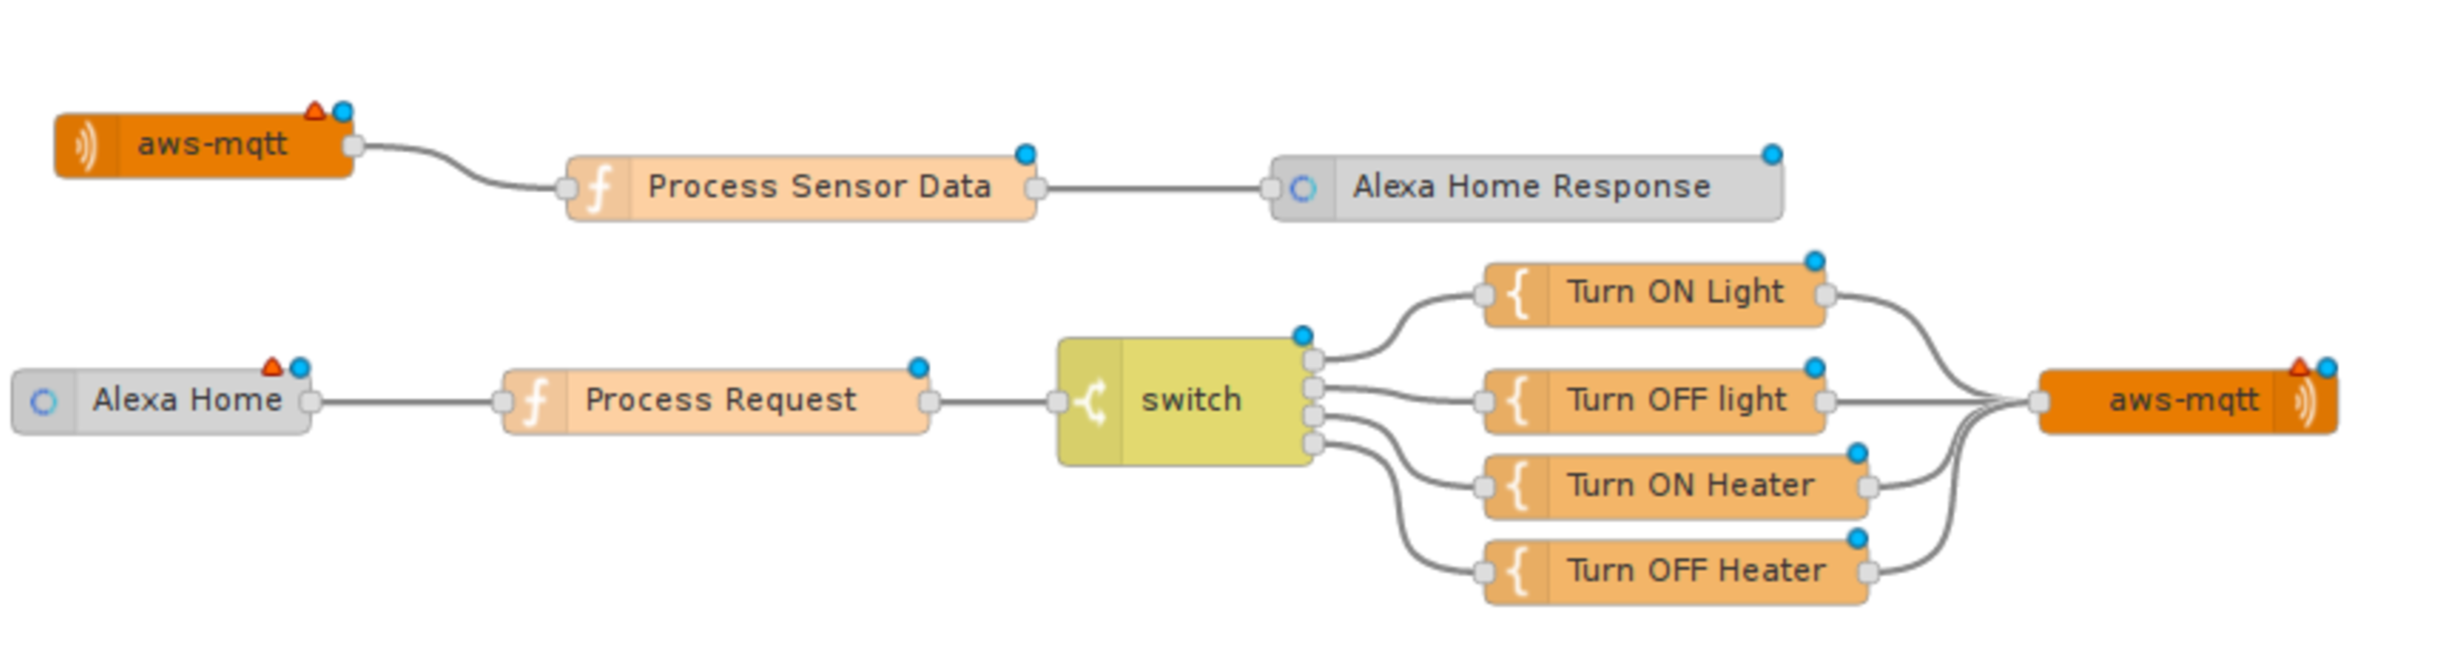 aws-mqtt
Process Sensor Data
Alexa Home Response
Turn ON Light
Alexa Home
Process Request
switch
Turn OFF light
aws-mqtt
Turn ON Heater
Turn OFF Heater